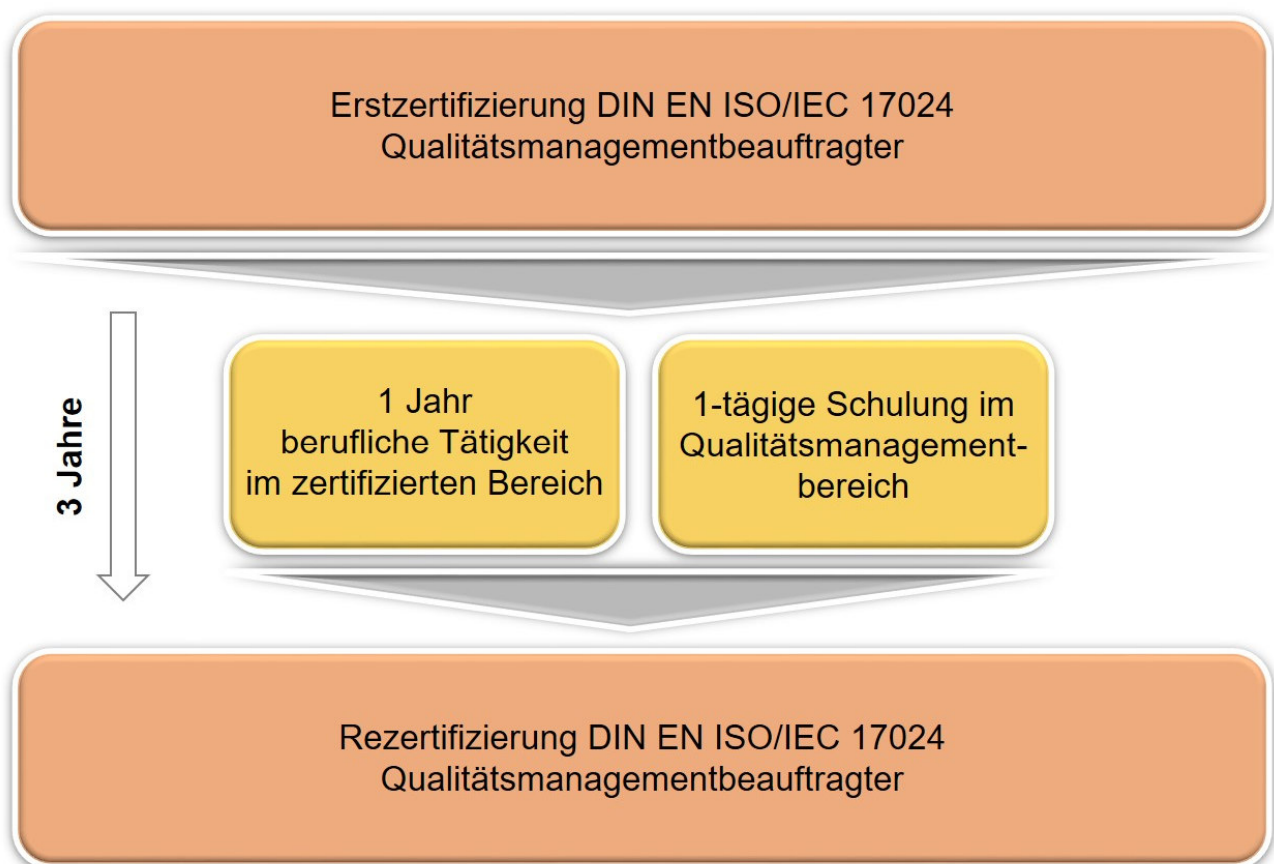 Erstzertifizierung DIN EN ISO/IEC 17024
Qualitätsmanagementbeauftragter
3 Jahre
1 Jahr
berufliche Tätigkeit
im zertifizierten Bereich
1-tägige Schulung im
Qualitätsmanagement-
bereich
Rezertifizierung DIN EN ISO/IEC 17024
Qualitätsmanagementbeauftragter